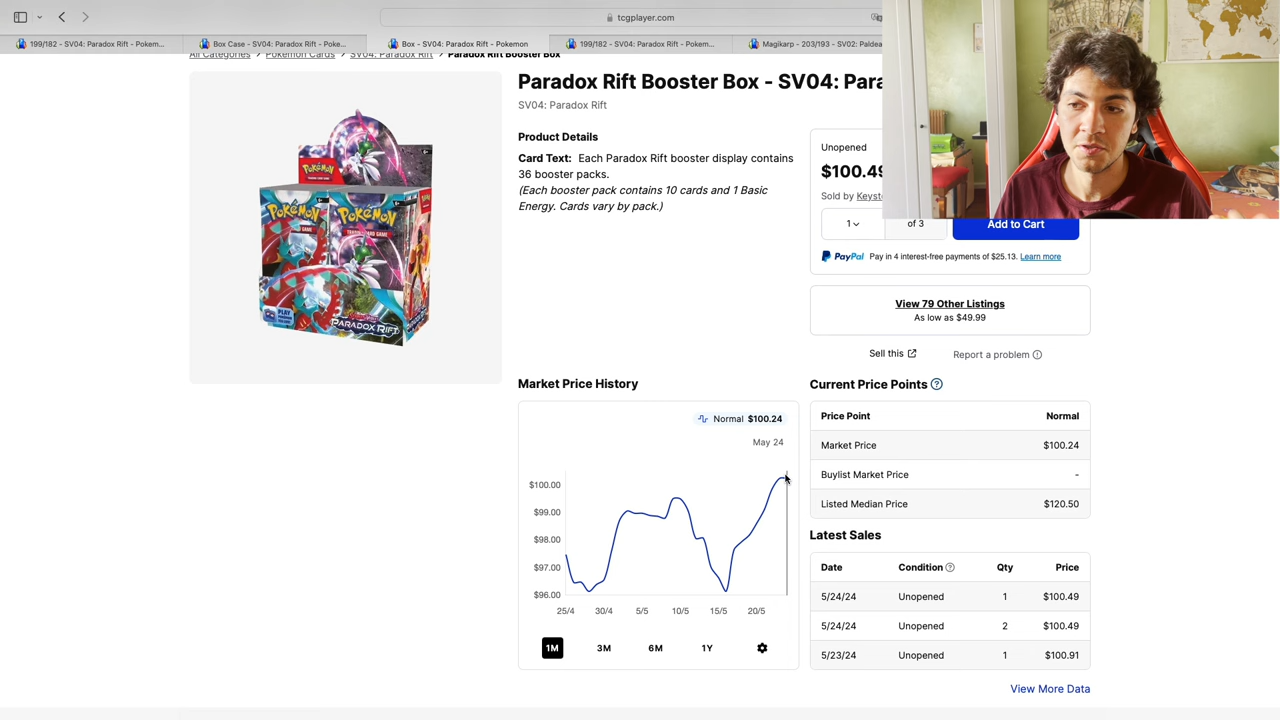 tcgplayer.com
199/182 - SV04: Paradox Rift - Pokem...
Box Case - SV04: Paradox Rift - Poke...
Box - SV04: Paradox Rift - Pokemon
199/182 - SV04: Paradox Rift - Pokem...
Magikarp - 203/193 - SV02: Paldea
All Categories > Pokemon Cards > SV04: Paradox Rift > Paradox Rift Booster Box
Paradox Rift Booster Box - SV04: Para
SV04: Paradox Rift
Product Details
Card Text: Each Paradox Rift booster display contains
36 booster packs.
(Each booster pack contains 10 cards and 1 Basic
Energy. Cards vary by pack.)
POKÉMON
POKÉMON
POKÉMON
PARADOX RIFT
Unopened
$100.49
Sold by Keyst
1
of 3
Add to Cart
PayPal Pay in 4 interest-free payments of $25.13. Learn more
View 79 Other Listings
As low as $49.99
Sell this
Report a problem
Market Price History
Normal $100.24
May 24
$100.00
$99.00
$98.00
$97.00
$96.00
25/4 30/4 5/5 10/5 15/5 20/5
1M 3M 6M 1Y
Current Price Points
Price Point Normal
Market Price $100.24
Buylist Market Price -
Listed Median Price $120.50
Latest Sales
Date Condition Qty Price
5/24/24 Unopened 1 $100.49
5/24/24 Unopened 2 $100.49
5/23/24 Unopened 1 $100.91
View More Data